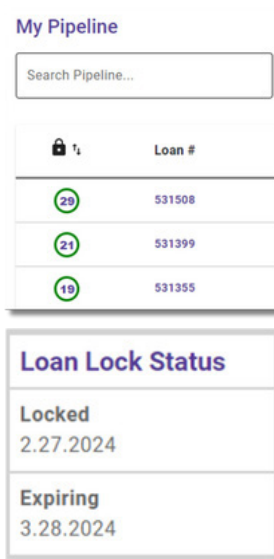 My Pipeline
Search Pipeline...
Loan #
29 531508
21 531399
19 531355
Loan Lock Status
Locked
2.27.2024
Expiring
3.28.2024